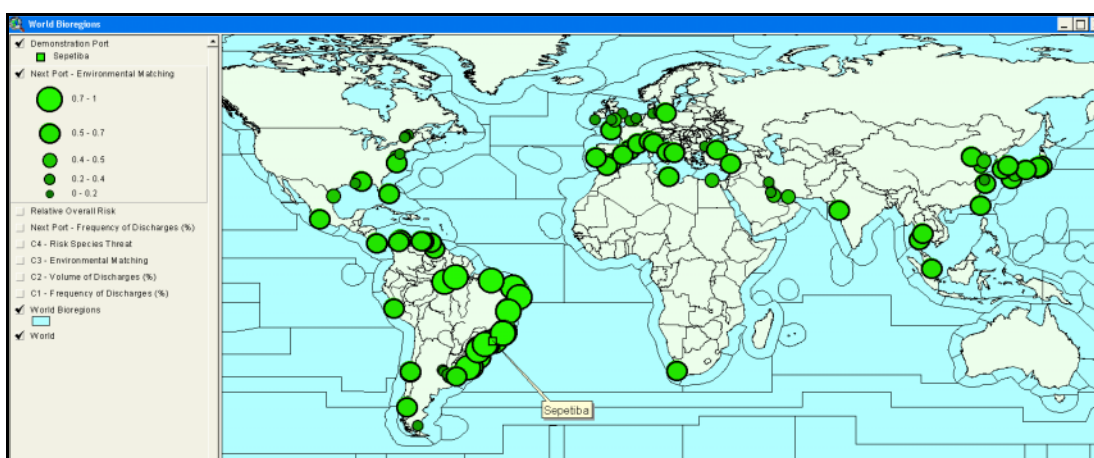 World Bioregions
Demonstration Port
Sepetiba
Next Port - Environmental Matching
0.7 - 1
0.5 - 0.7
0.4 - 0.5
0.2 - 0.4
0 - 0.2
Relative Overall Risk
Next Port - Frequency of Discharges (%)
C4 - Risk Species Threat
C3 - Environmental Matching
C2 - Volume of Discharges (%)
C1 - Frequency of Discharges (%)
World Bioregions
World
Sepetiba